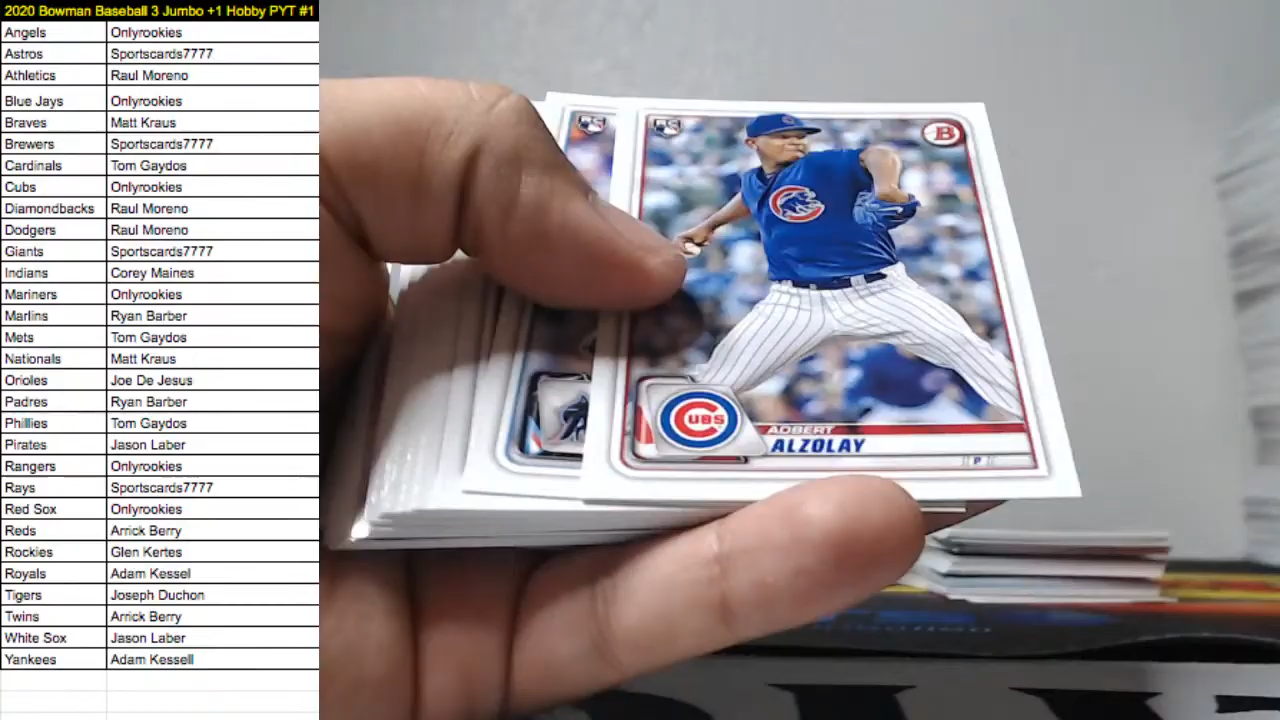 2020 Bowman Baseball 3 Jumbo +1 Hobby PYT #1
Angels Onlyrookies
Astros Sportscards7777
Athletics Raul Moreno
Blue Jays Onlyrookies
Braves Matt Kraus
Brewers Sportscards7777
Cardinals Tom Gaydos
Cubs Onlyrookies
Diamondbacks Raul Moreno
Dodgers Raul Moreno
Giants Sportscards7777
Indians Corey Maines
Mariners Onlyrookies
Marlins Ryan Barber
Mets Tom Gaydos
Nationals Matt Kraus
Orioles Joe De Jesus
Padres Ryan Barber
Phillies Tom Gaydos
Pirates Jason Laber
Rangers Onlyrookies
Rays Sportscards7777
Red Sox Onlyrookies
Reds Arrick Berry
Rockies Glen Kertes
Royals Adam Kessel
Tigers Joseph Duchon
Twins Arrick Berry
White Sox Jason Laber
Yankees Adam Kessell
RC
RC
B
CUBS
ADBERT
ALZOLAY
P